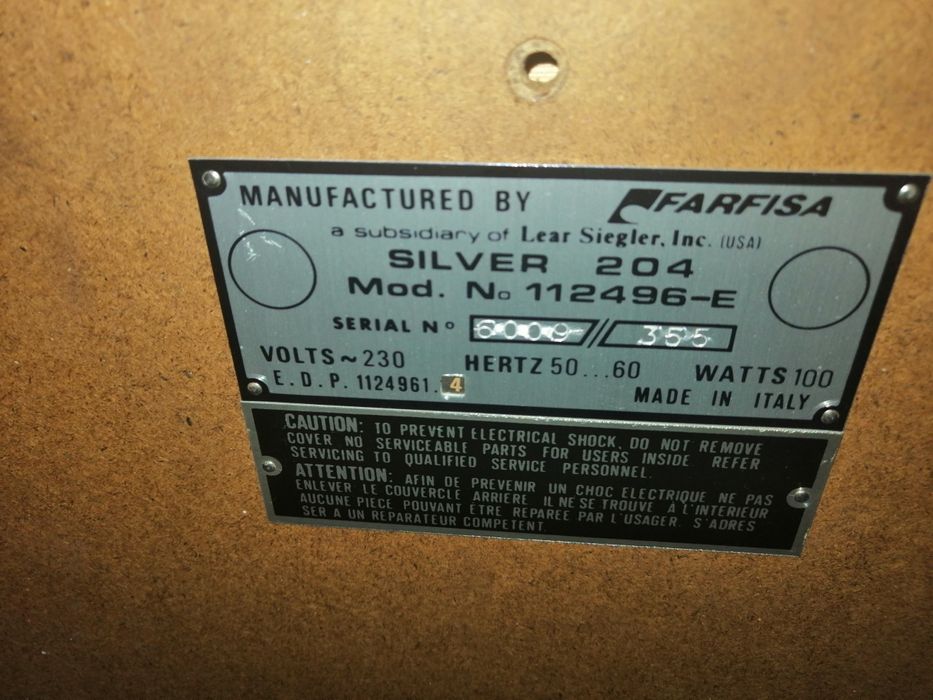 MANUFACTURED BY FARFISA
a subsidiary of Lear Siegler, Inc. (USA)
SILVER 204
Mod. No 112496-E
SERIAL Nº 6009 // 355
VOLTS ~ 230 HERTZ 50...60 WATTS 100
E.D.P. 1124961.4 MADE IN ITALY
CAUTION: TO PREVENT ELECTRICAL SHOCK, DO NOT REMOVE
COVER NO SERVICEABLE PARTS FOR USERS INSIDE REFER
SERVICING TO QUALIFIED SERVICE PERSONNEL.
ATTENTION: AFIN DE PREVENIR UN CHOC ELECTRIQUE NE PAS
ENLEVER LE COUVERCLE ARRIERE IL NE SE TROUVE À L'INTERIEUR
AUCUNE PIECE POUVANT ÊTRE REPAREE PAR L'USAGER. S'ADRES
SER A UN REPARATEUR COMPETENT.